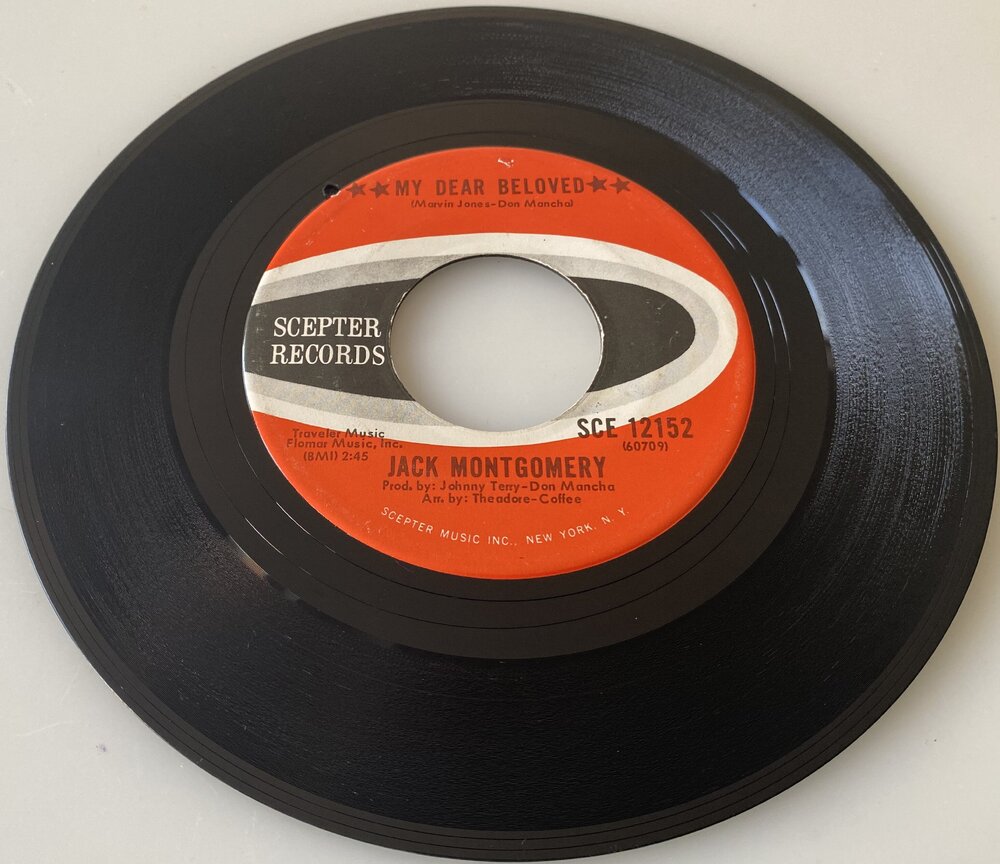 ★★MY DEAR BELOVED★★
(Marvin Jones-Don Mancha)
SCEPTER
RECORDS
Traveler Music
Flomar Music, Inc.
(BMI) 2:45
SCE 12152
(60709)
JACK MONTGOMERY
Prod. by: Johnny Terry-Don Mancha
Arr. by: Theadore-Coffee
SCEPTER MUSIC INC., NEW YORK, N. Y.